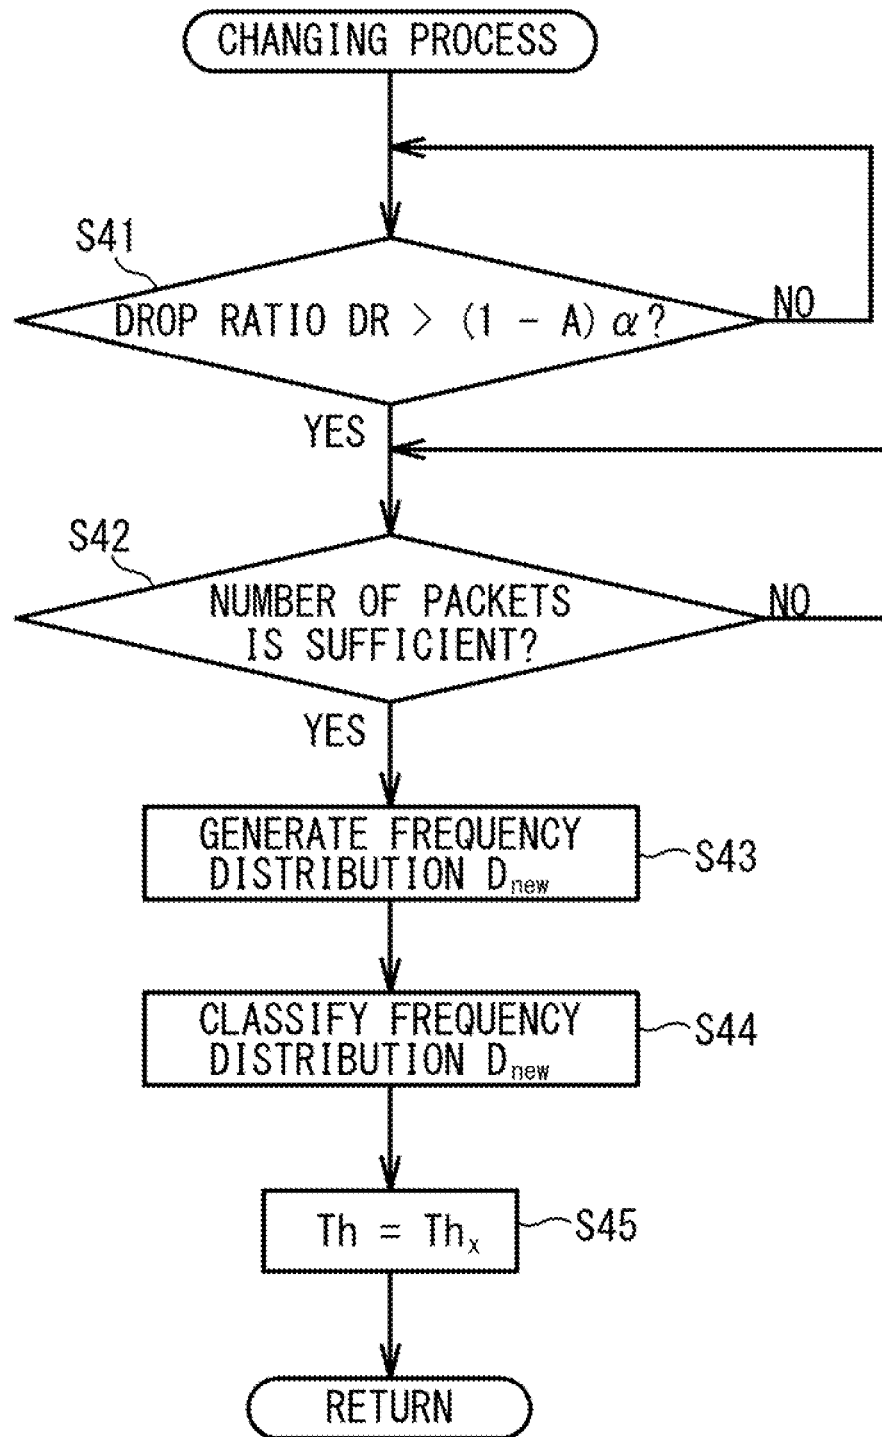 CHANGING PROCESS
S41
DROP RATIO DR > (1 - A) α?
NO
YES
S42
NUMBER OF PACKETS
IS SUFFICIENT?
NO
YES
GENERATE FREQUENCY
DISTRIBUTION Dnew
S43
CLASSIFY FREQUENCY
DISTRIBUTION Dnew
S44
Th = Thx
S45
RETURN